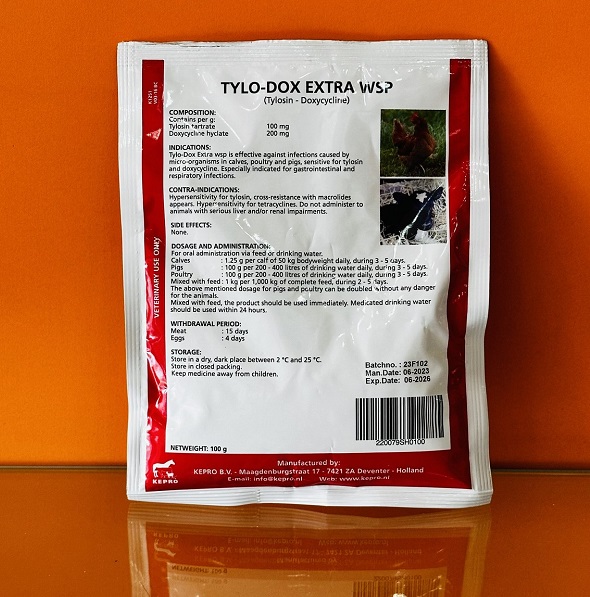 TYLO-DOX EXTRA WSP
(Tylosin - Doxycycline)
COMPOSITION:
Contains per g:
Tylosin tartrate 100 mg
Doxycycline hyclate 200 mg
INDICATIONS:
Tylo-Dox Extra wsp is effective against infections caused by
micro-organisms in calves, poultry and pigs, sensitive for tylosin
and doxycycline. Especially indicated for gastrointestinal and
respiratory infections.
CONTRA-INDICATIONS:
Hypersensitivity for tylosin, cross-resistance with macrolides
appears. Hypersensitivity for tetracyclines. Do not administer to
animals with serious liver and/or renal impairments.
SIDE EFFECTS:
None.
DOSAGE AND ADMINISTRATION:
For oral administration via feed or drinking water.
Calves : 1.25 g per calf of 50 kg bodyweight daily, during 3 - 5 days.
Pigs : 100 g per 200 - 400 litres of drinking water daily, during 3 - 5 days.
Poultry : 100 g per 200 - 400 litres of drinking water daily, during 3 - 5 days.
Mixed with feed : 1 kg per 1,000 kg of complete feed, during 2 - 5 days.
The above mentioned dosage for pigs and poultry can be doubled without any danger
for the animals.
Mixed with feed, the product should be used immediately. Medicated drinking water
should be used within 24 hours.
WITHDRAWAL PERIOD:
Meat : 15 days
Eggs : 4 days
STORAGE:
Store in a dry, dark place between 2 °C and 25 °C.
Store in closed packing.
Keep medicine away from children.
Batchno. : 23F102
Man.Date: 06-2023
Exp.Date: 06-2026
220079SH0100
NETWEIGHT: 100 g
VETERINARY USE ONLY
KEPRO
Manufactured by:
KEPRO B.V. - Maagdenburgstraat 17 - 7421 ZA Deventer - Holland
E-mail: info@kepro.nl Web: www.kepro.nl